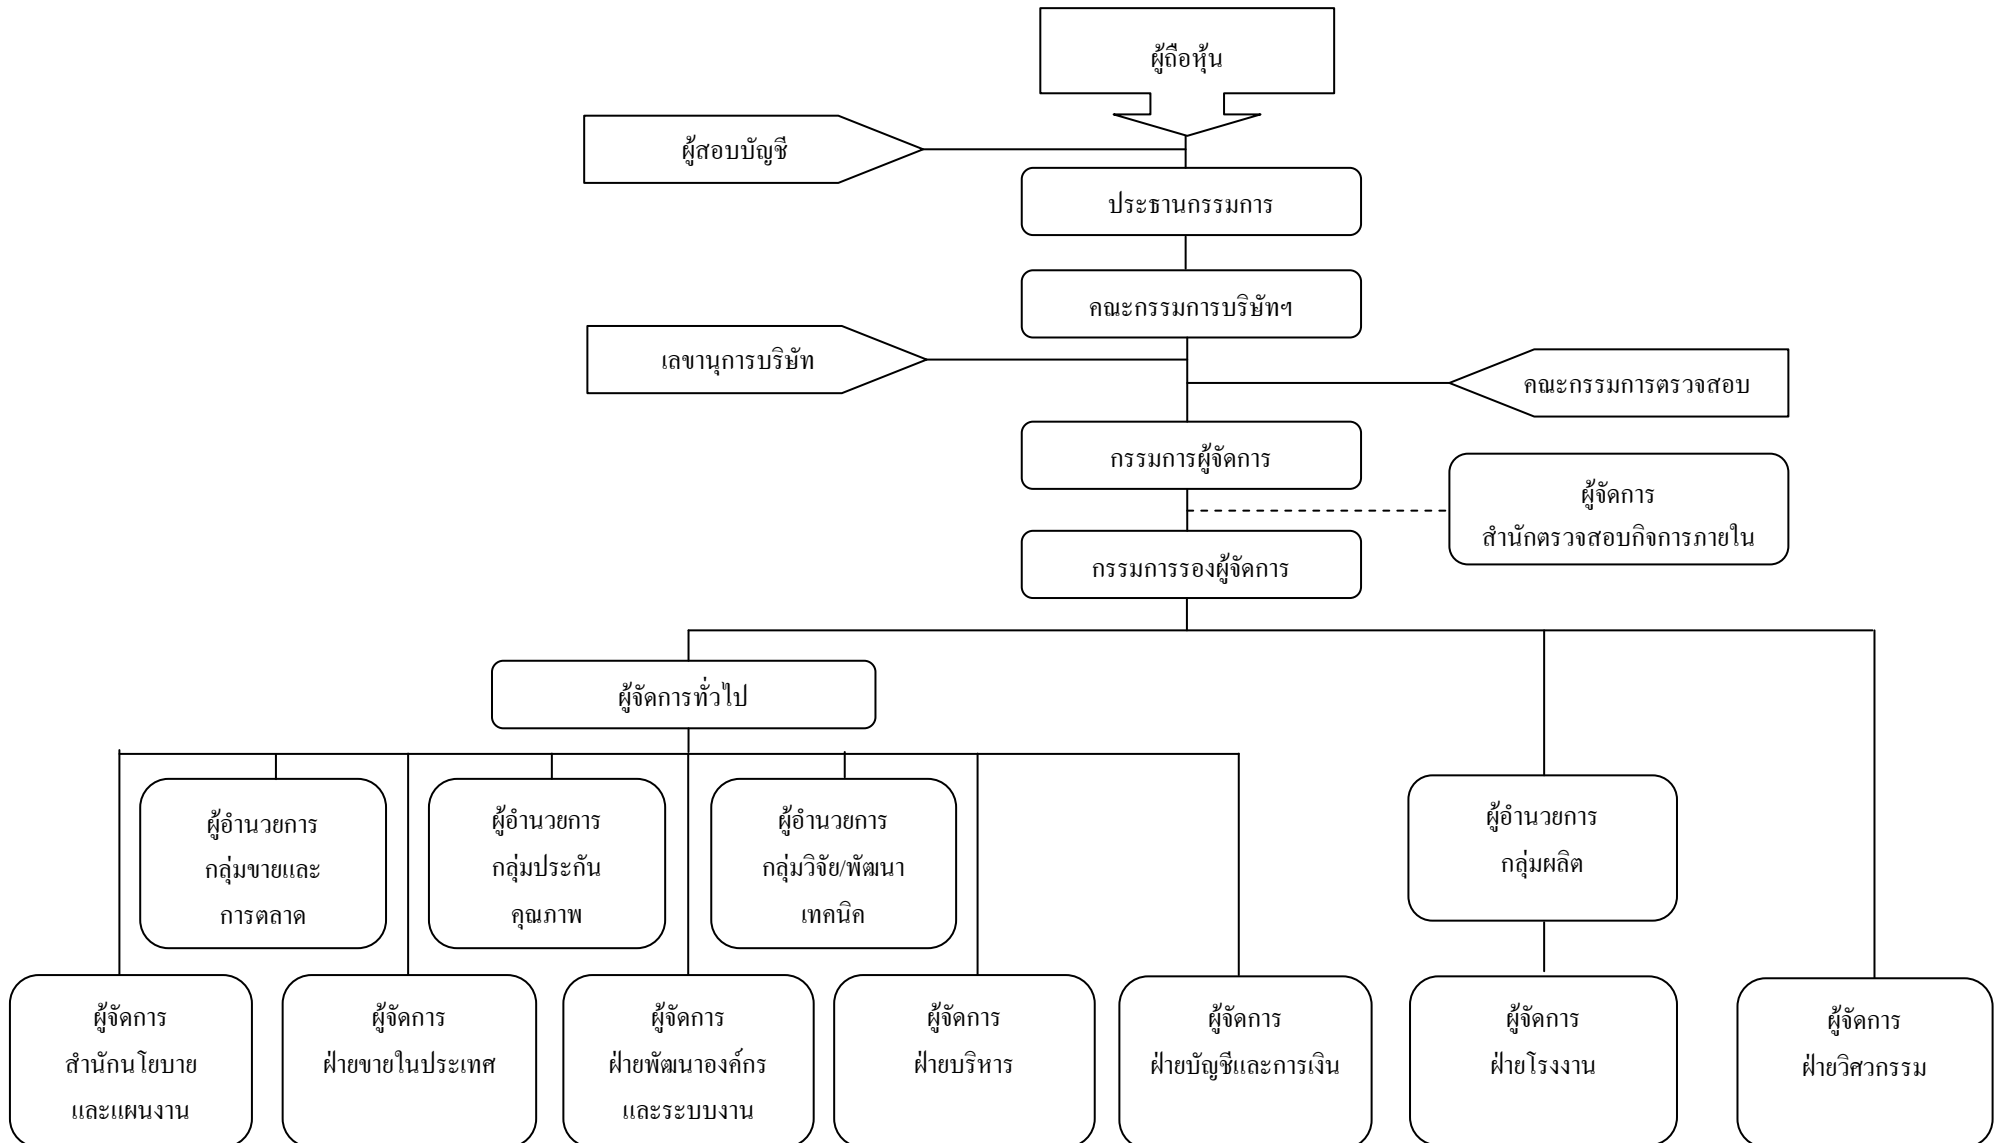 ผู้ถือหุ้น
ผู้สอบบัญชี
ประธานกรรมการ
คณะกรรมการบริษัทฯ
เลขานุการบริษัท
คณะกรรมการตรวจสอบ
กรรมการผู้จัดการ
ผู้จัดการ
สำนักตรวจสอบกิจการภายใน
กรรมการรองผู้จัดการ
ผู้จัดการทั่วไป
ผู้อำนวยการ
กลุ่มขายและ
การตลาด
ผู้อำนวยการ
กลุ่มประกัน
คุณภาพ
ผู้อำนวยการ
กลุ่มวิจัย/พัฒนา
เทคนิค
ผู้อำนวยการ
กลุ่มผลิต
ผู้จัดการ
สำนักนโยบาย
และแผนงาน
ผู้จัดการ
ฝ่ายขายในประเทศ
ผู้จัดการ
ฝ่ายพัฒนาองค์กร
และระบบงาน
ผู้จัดการ
ฝ่ายบริหาร
ผู้จัดการ
ฝ่ายบัญชีและการเงิน
ผู้จัดการ
ฝ่ายโรงงาน
ผู้จัดการ
ฝ่ายวิศวกรรม